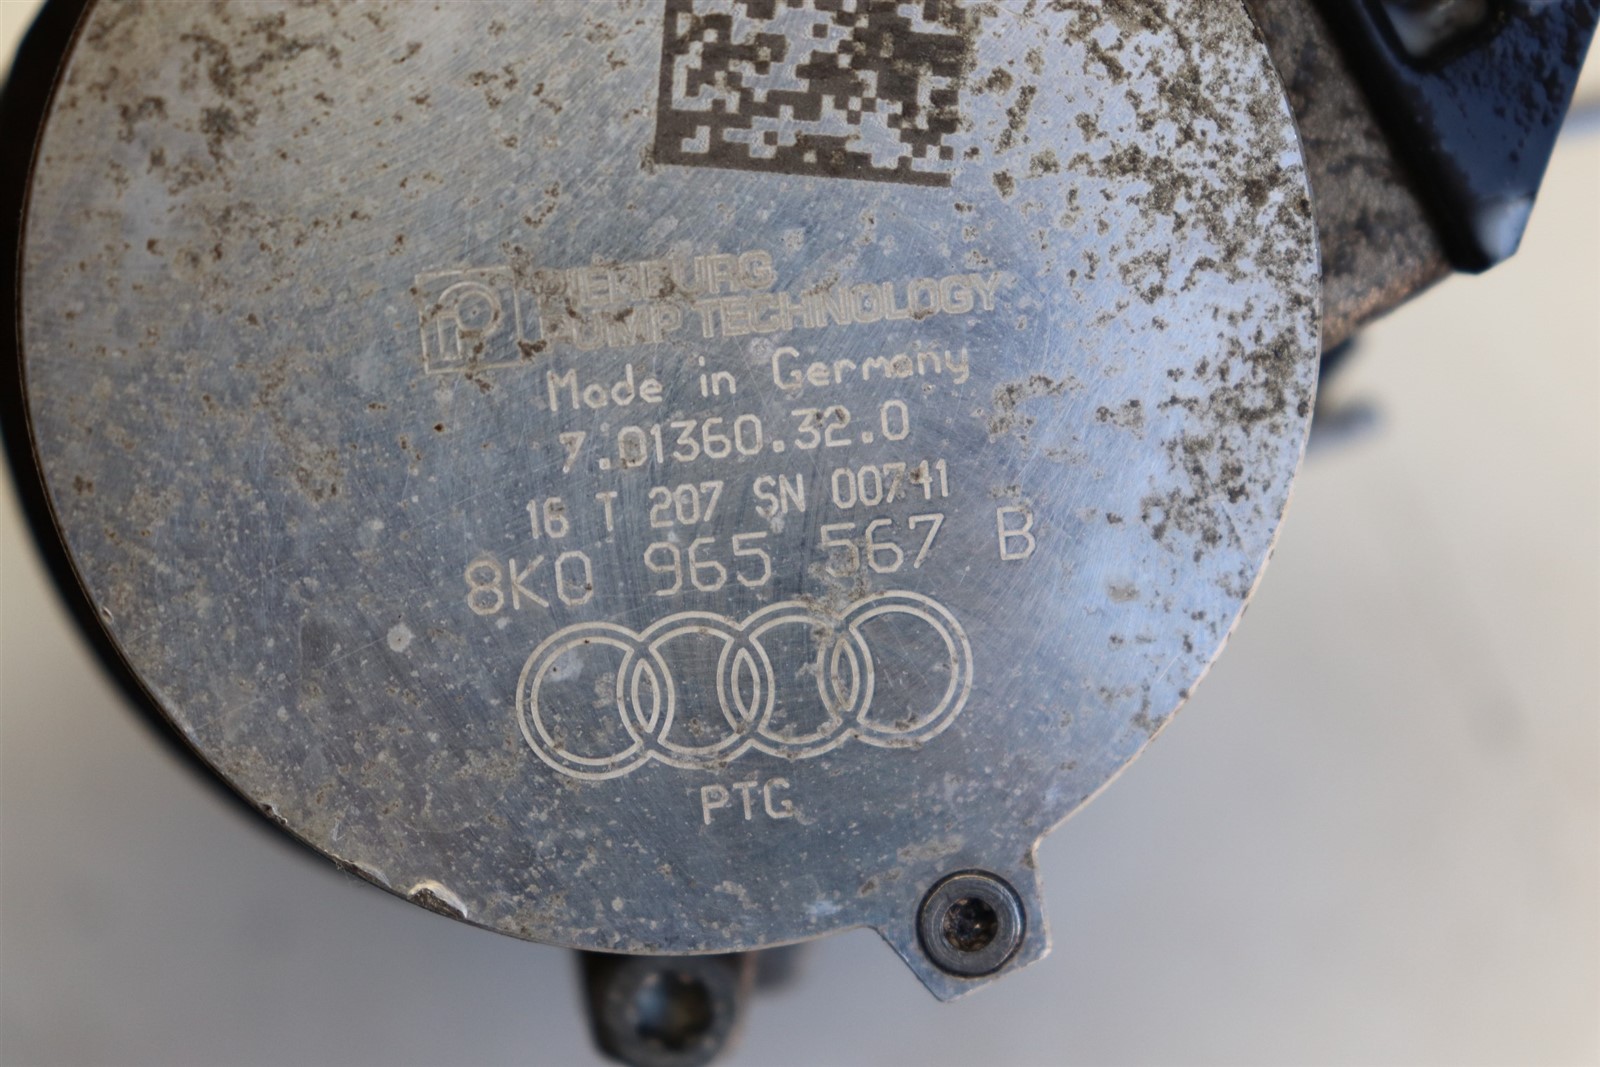 PIERBURG
PUMP TECHNOLOGY
Made in Germany
7.01360.32.0
16 T 207 SN 00741
8K0 965 567 B
PTG